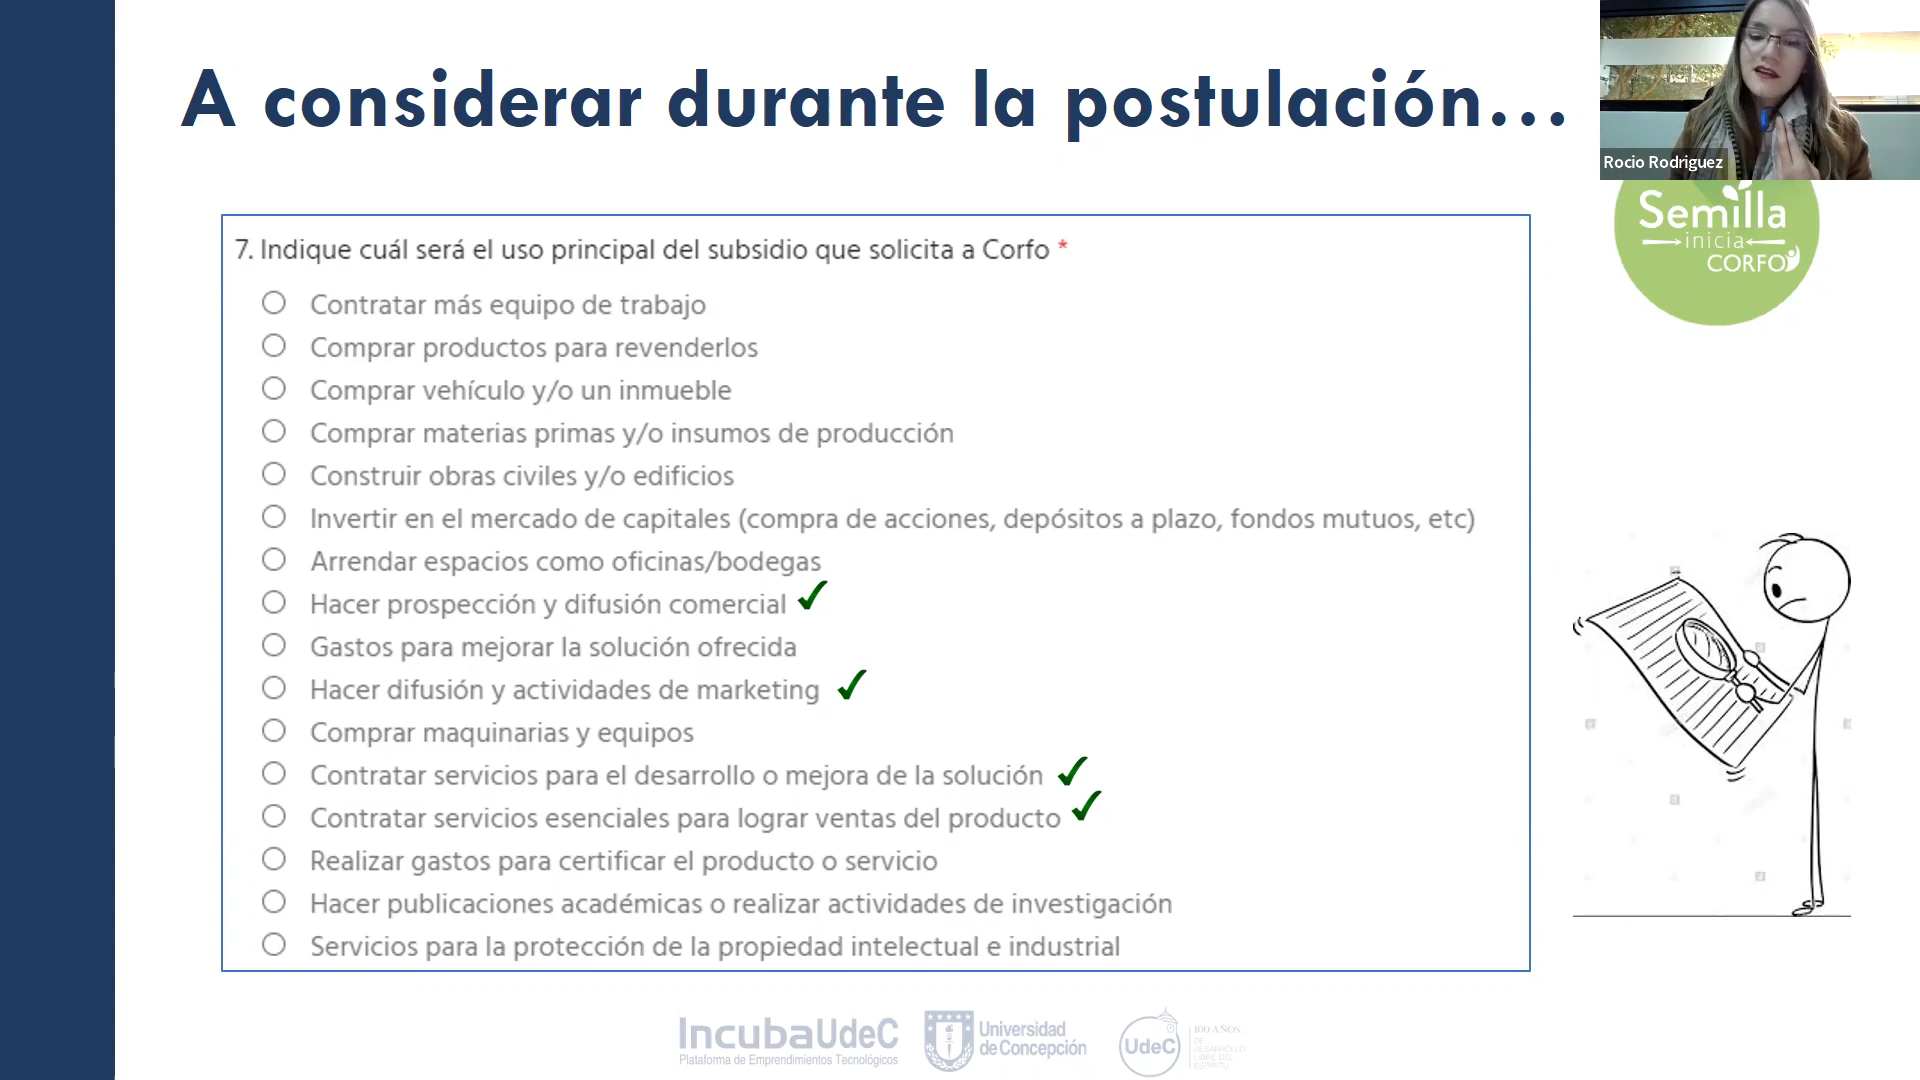 A considerar durante la postulación...
Rocio Rodriguez
Semilla
inicia
CORFO
7. Indique cuál será el uso principal del subsidio que solicita a Corfo *
Contratar más equipo de trabajo
Comprar productos para revenderlos
Comprar vehículo y/o un inmueble
Comprar materias primas y/o insumos de producción
Construir obras civiles y/o edificios
Invertir en el mercado de capitales (compra de acciones, depósitos a plazo, fondos mutuos, etc)
Arrendar espacios como oficinas/bodegas
Hacer prospección y difusión comercial
Gastos para mejorar la solución ofrecida
Hacer difusión y actividades de marketing
Comprar maquinarias y equipos
Contratar servicios para el desarrollo o mejora de la solución
Contratar servicios esenciales para lograr ventas del producto
Realizar gastos para certificar el producto o servicio
Hacer publicaciones académicas o realizar actividades de investigación
Servicios para la protección de la propiedad intelectual e industrial
IncubaUdeC
Plataforma de Emprendimientos Tecnológicos
Universidad
de Concepción
UdeC
100 AÑOS
DE
DESARROLLO
LIBRE DEL
ESPÍRITU